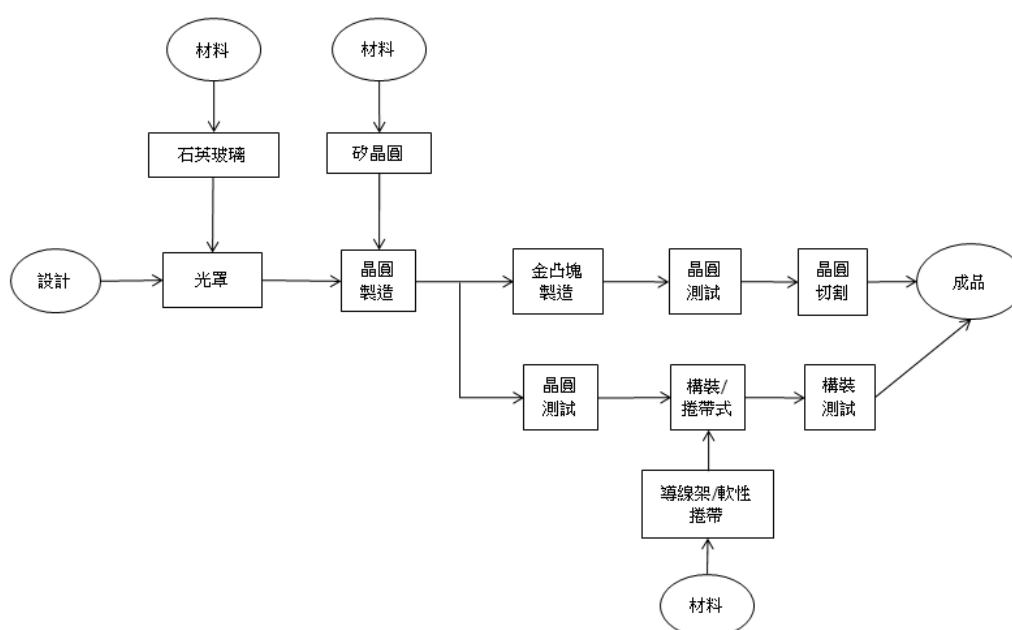 材料
材料
石英玻璃
矽晶圓
設計
光罩
晶圓
製造
金凸塊
製造
晶圓
測試
晶圓
切割
成品
晶圓
測試
構裝/
捲帶式
構裝
測試
導線架/軟性
捲帶
材料